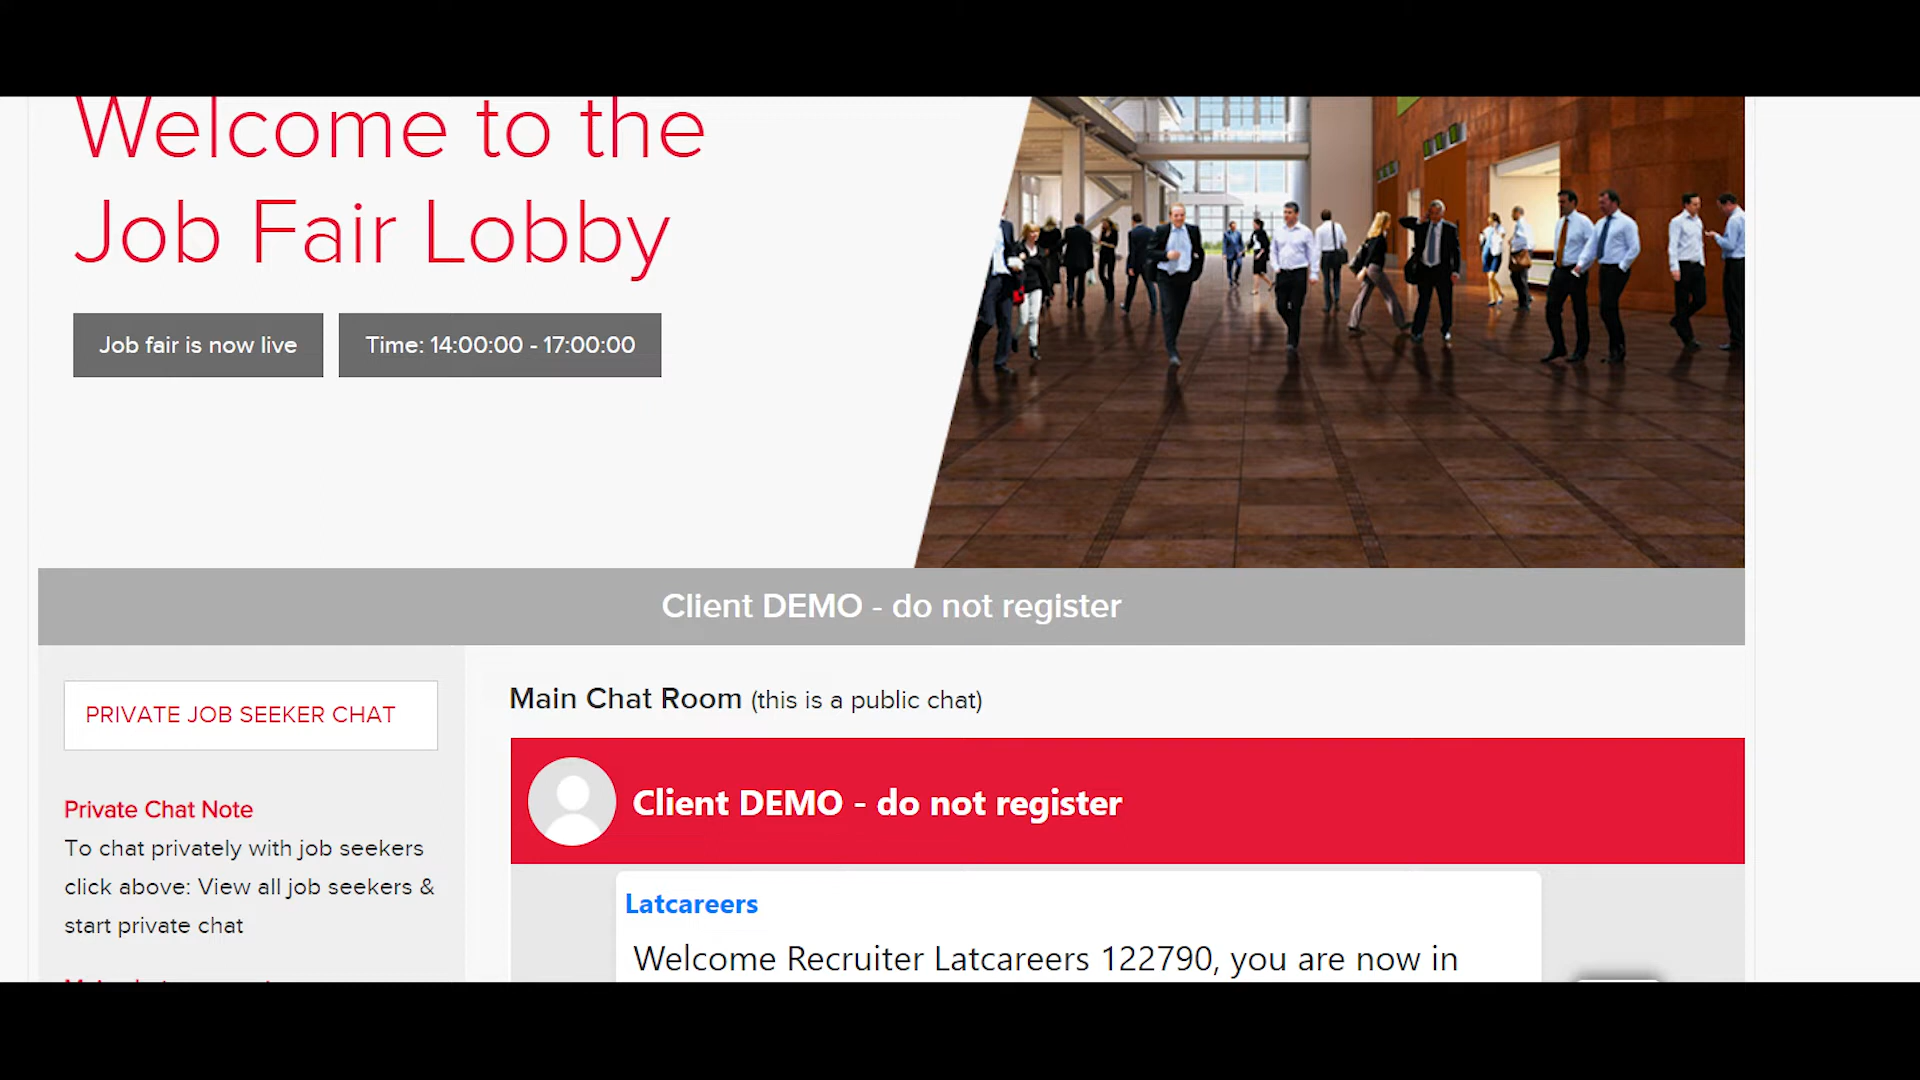 Welcome to the
Job Fair Lobby
Job fair is now live
Time: 14:00:00 - 17:00:00
Client DEMO - do not register
PRIVATE JOB SEEKER CHAT
Private Chat Note
To chat privately with job seekers
click above: View all job seekers &
start private chat
Main Chat Room (this is a public chat)
Client DEMO - do not register
Latcareers
Welcome Recruiter Latcareers 122790, you are now in